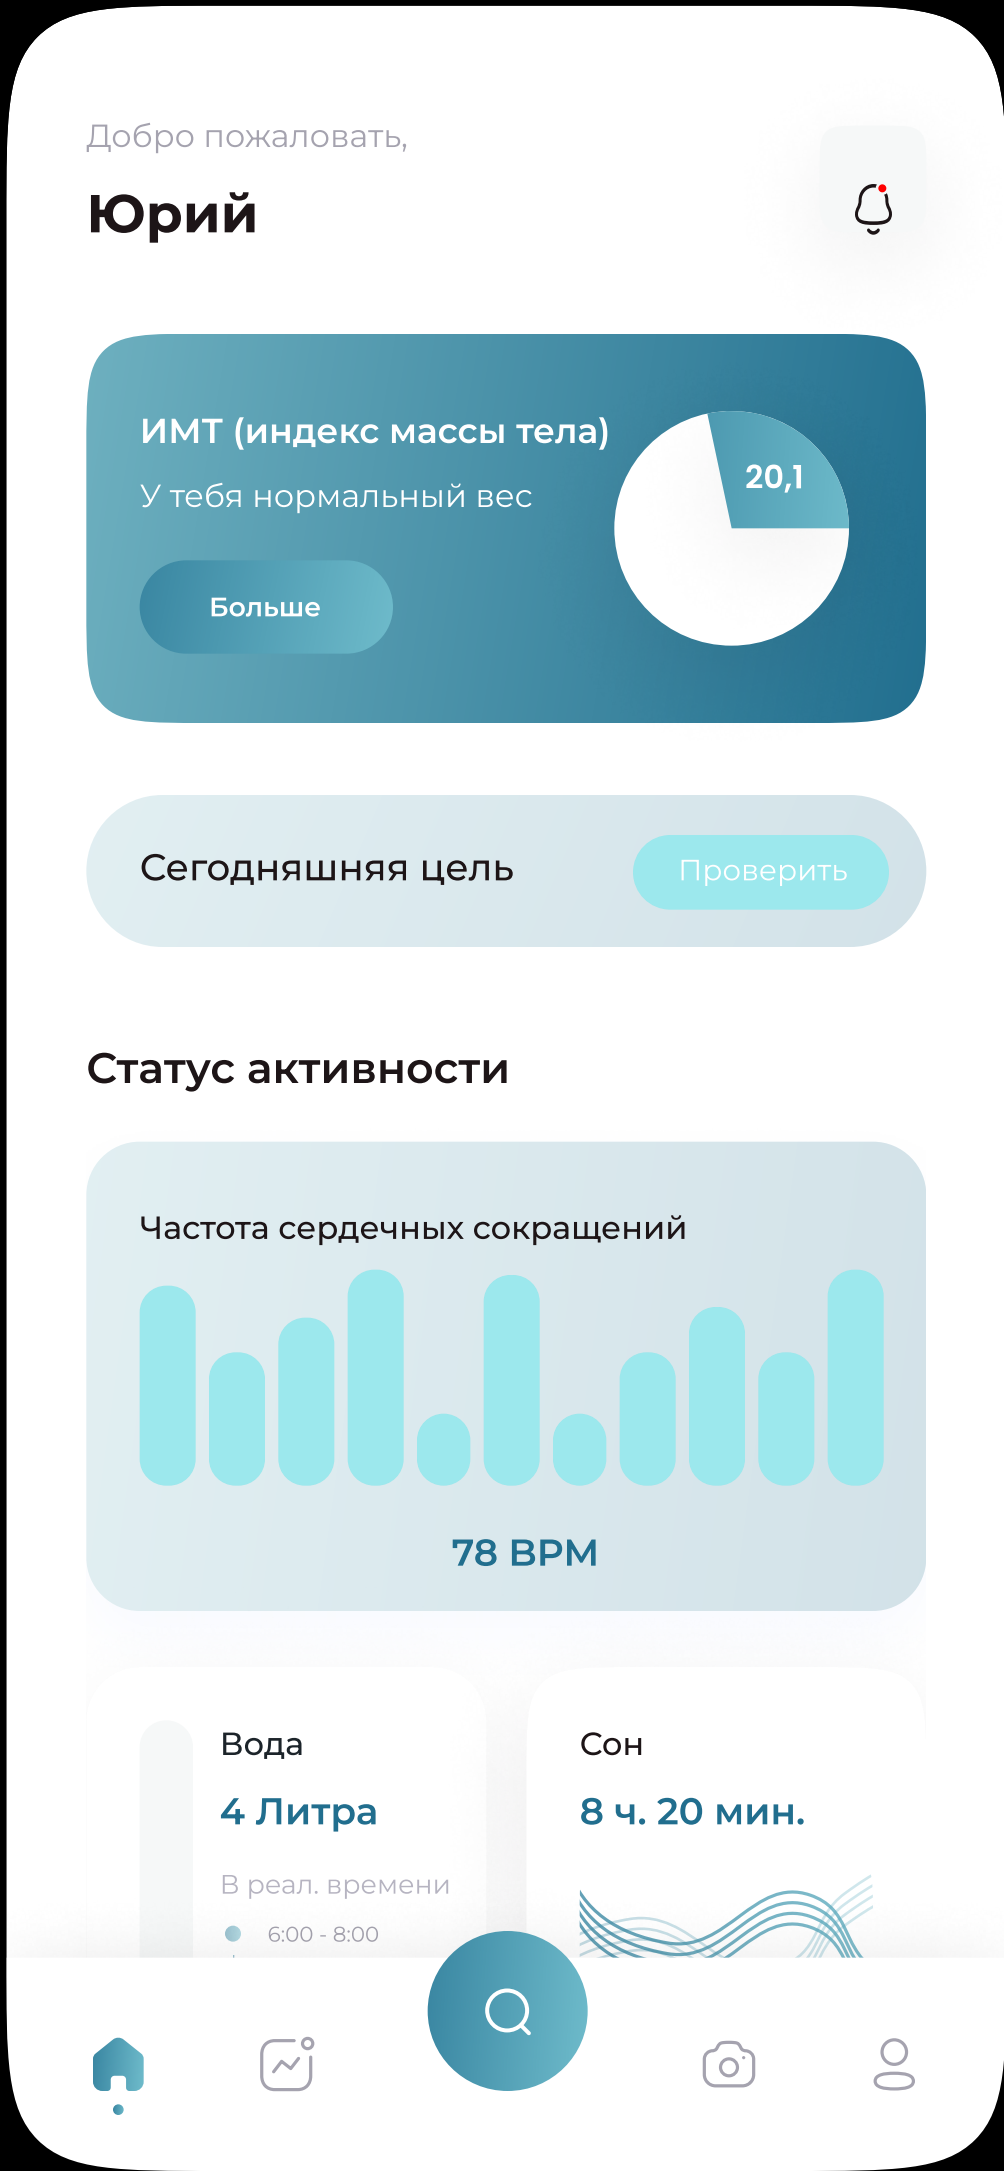 Добро пожаловать,
Юрий
ИМТ (индекс массы тела)
У тебя нормальный вес
20,1
Больше
Сегодняшняя цель
Проверить
Статус активности
Частота сердечных сокращений
78 BPM
Вода
4 Литра
В реал. времени
6:00 - 8:00
Сон
8 ч. 20 мин.